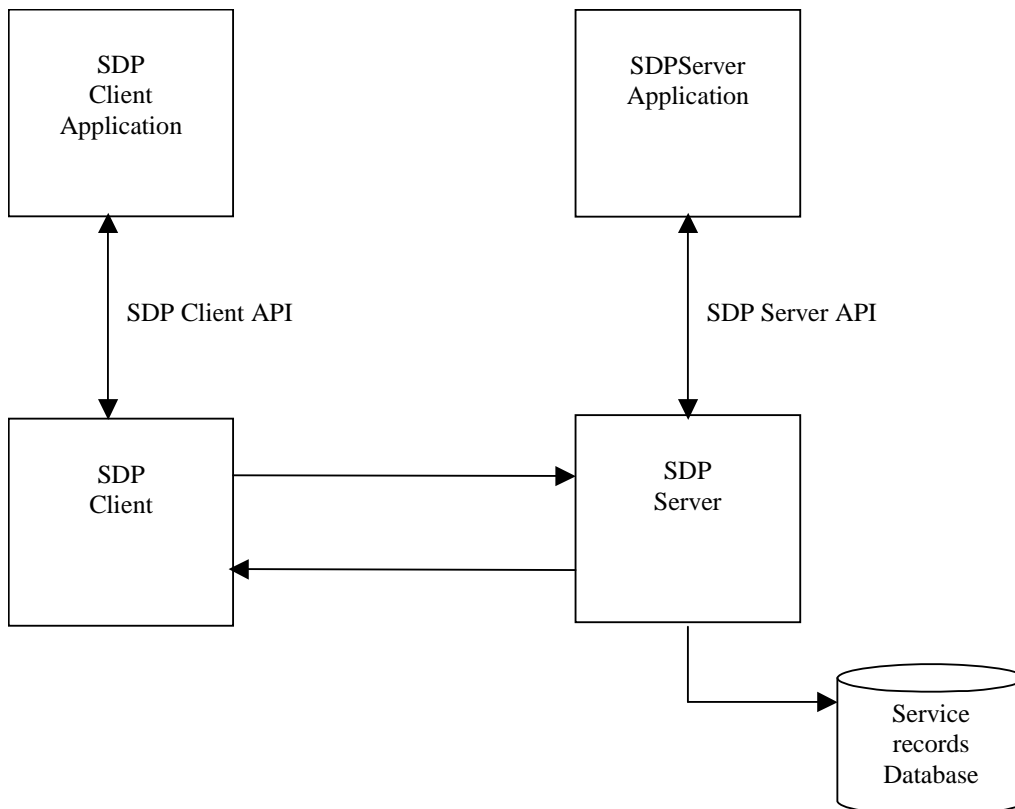 SDP
Client
Application
SDPServer
Application
SDP Client API
SDP Server API
SDP
Client
SDP
Server
Service
records
Database